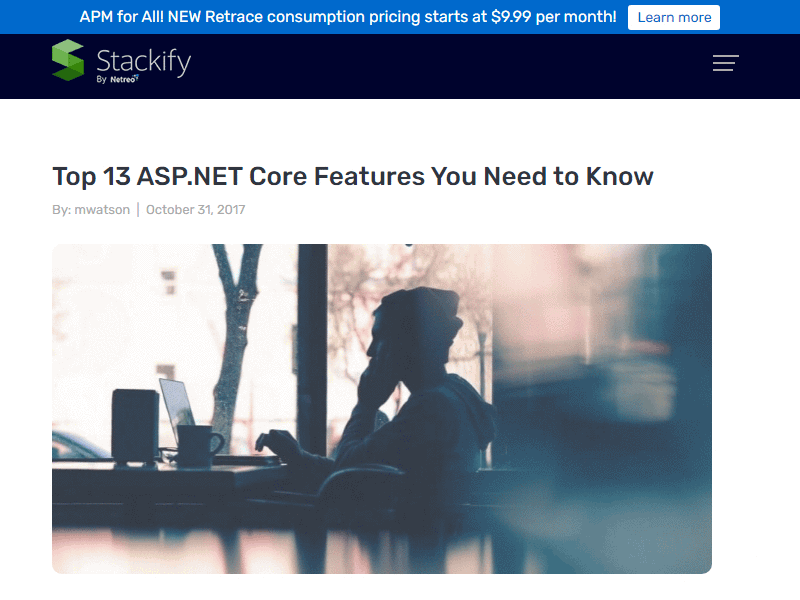 APM for All! NEW Retrace consumption pricing starts at $9.99 per month! Learn more
Stackify
By Netreo
Top 13 ASP.NET Core Features You Need to Know
By: mwatson | October 31, 2017